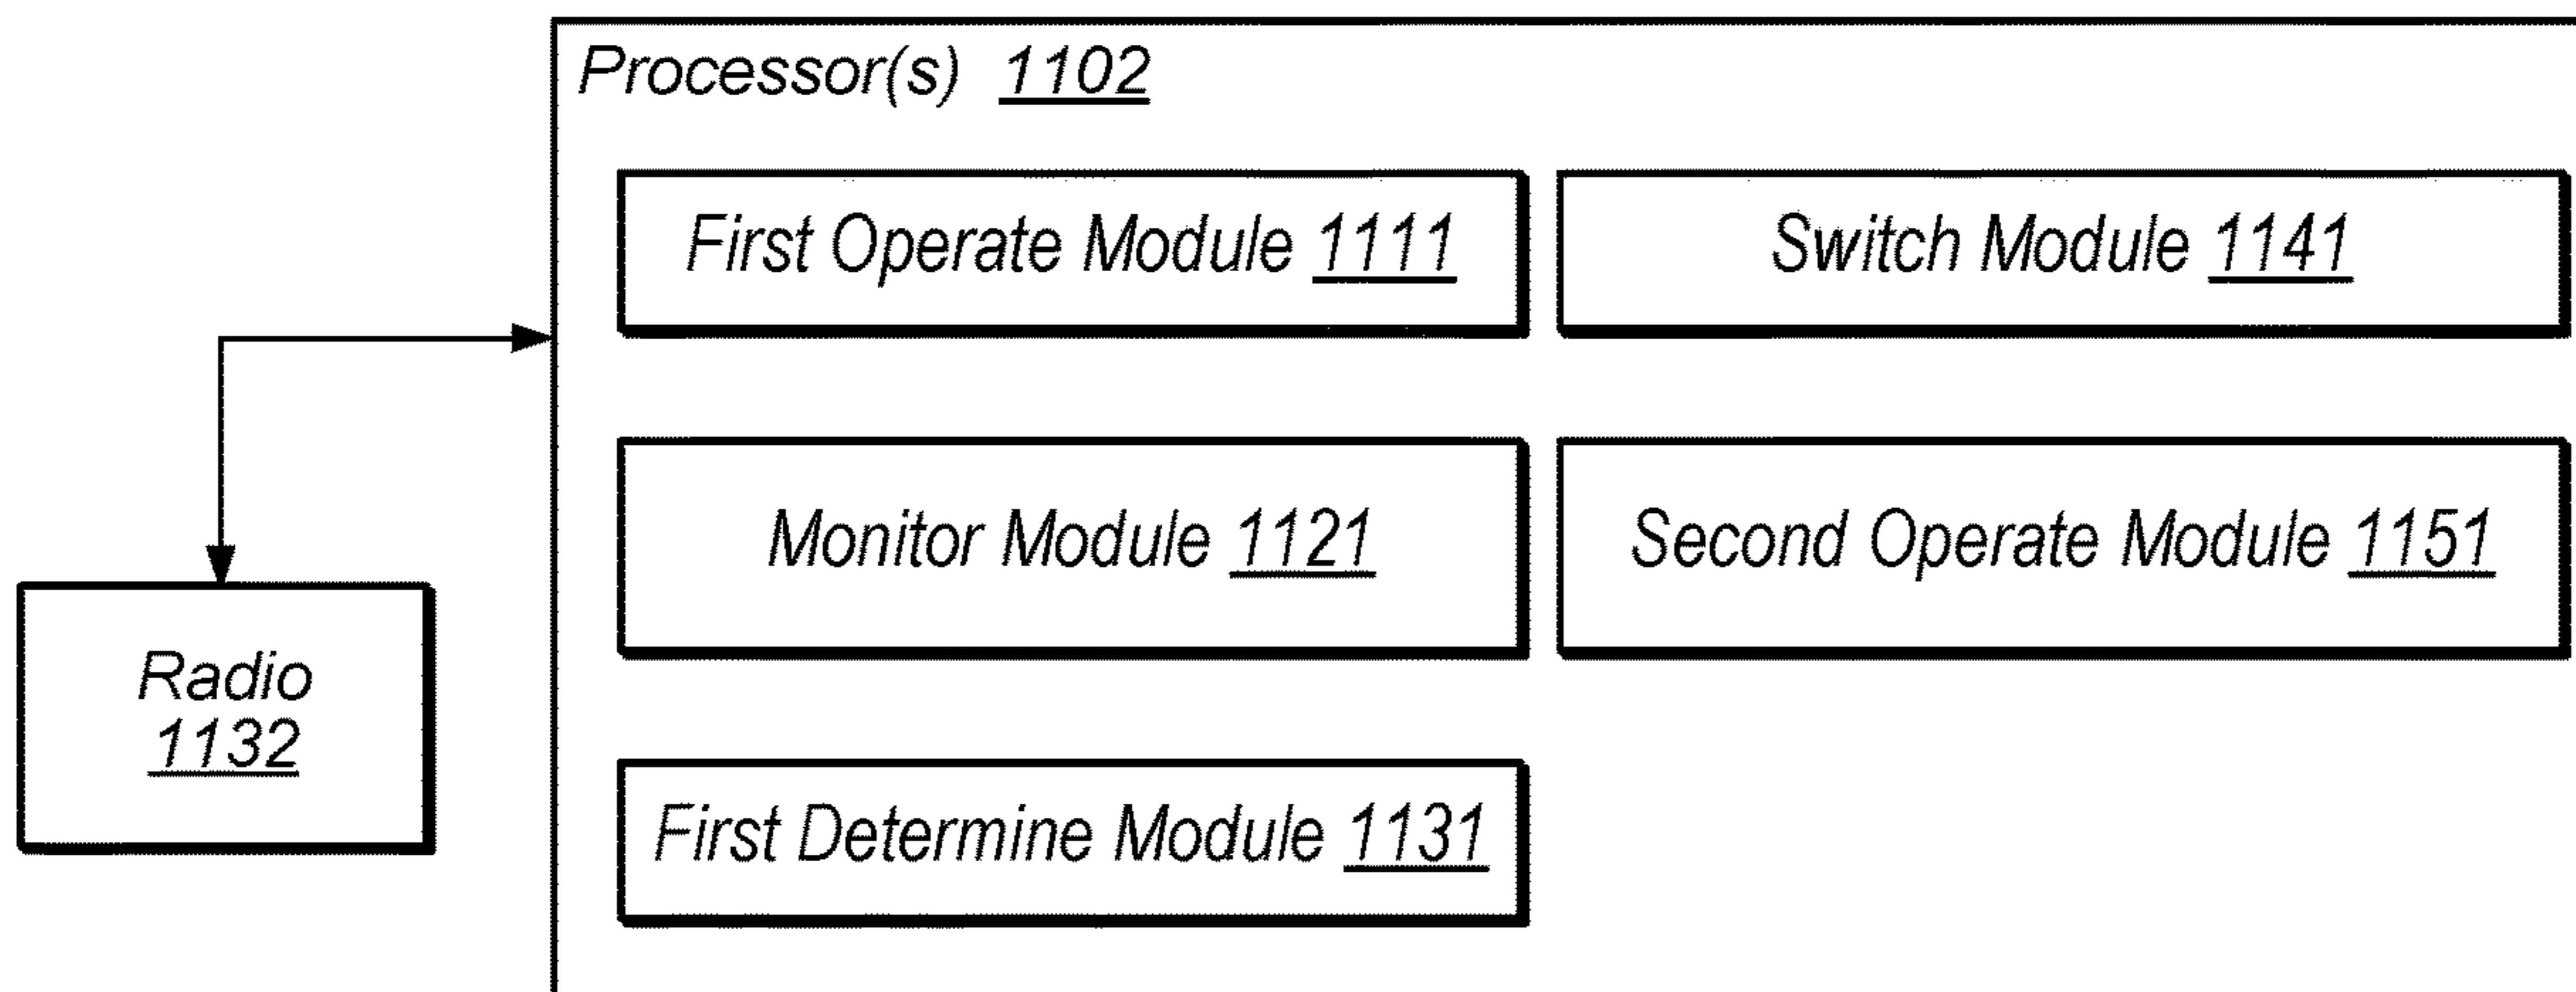 Processor(s) 1102
First Operate Module 1111
Switch Module 1141
Monitor Module 1121
Second Operate Module 1151
Radio
1132
First Determine Module 1131